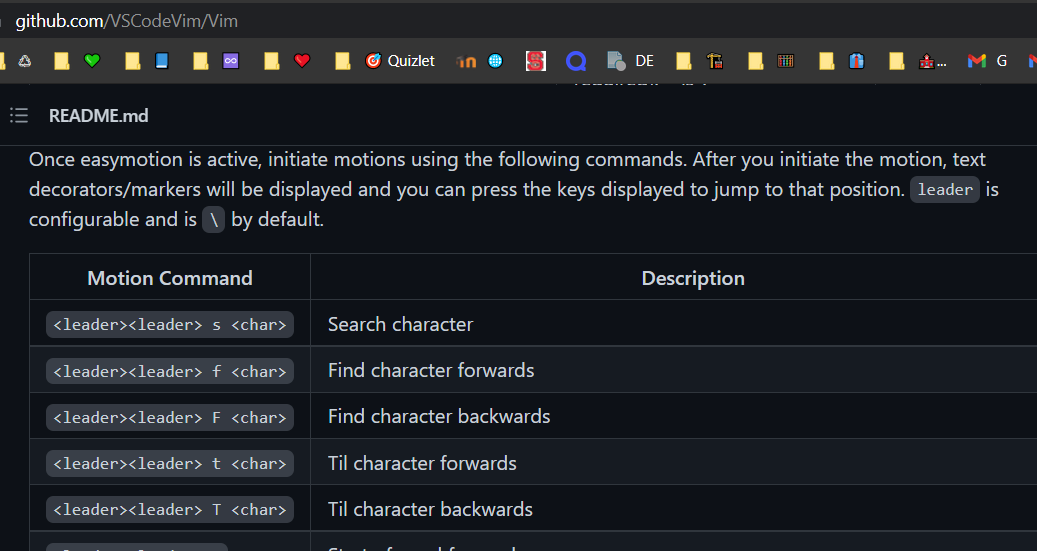 github.com/VSCodeVim/Vim
Quizlet
DE
G
README.md
Once easymotion is active, initiate motions using the following commands. After you initiate the motion, text
decorators/markers will be displayed and you can press the keys displayed to jump to that position. leader is
configurable and is \ by default.
Motion Command Description
<leader><leader> s <char> Search character
<leader><leader> f <char> Find character forwards
<leader><leader> F <char> Find character backwards
<leader><leader> t <char> Til character forwards
<leader><leader> T <char> Til character backwards